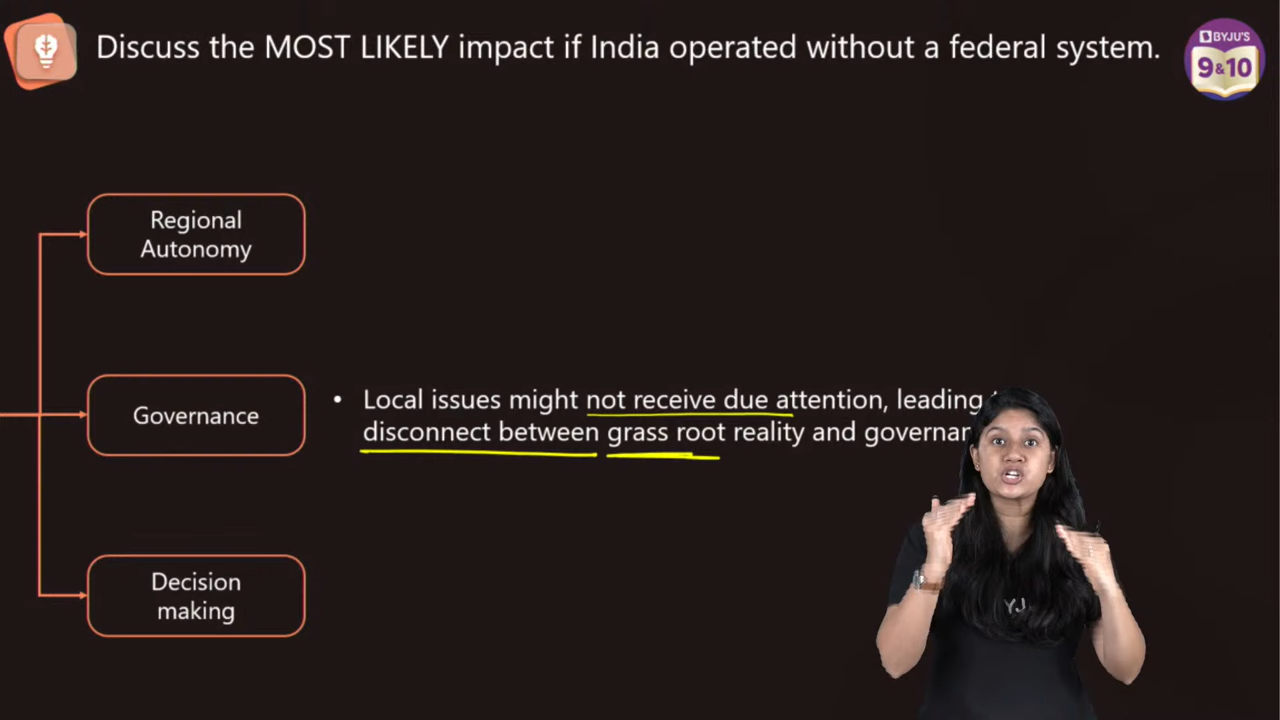 Discuss the MOST LIKELY impact if India operated without a federal system.
BYJU'S
9&10
Regional
Autonomy
Governance
• Local issues might not receive due attention, leading
disconnect between grass root reality and
Decision
making
YJ